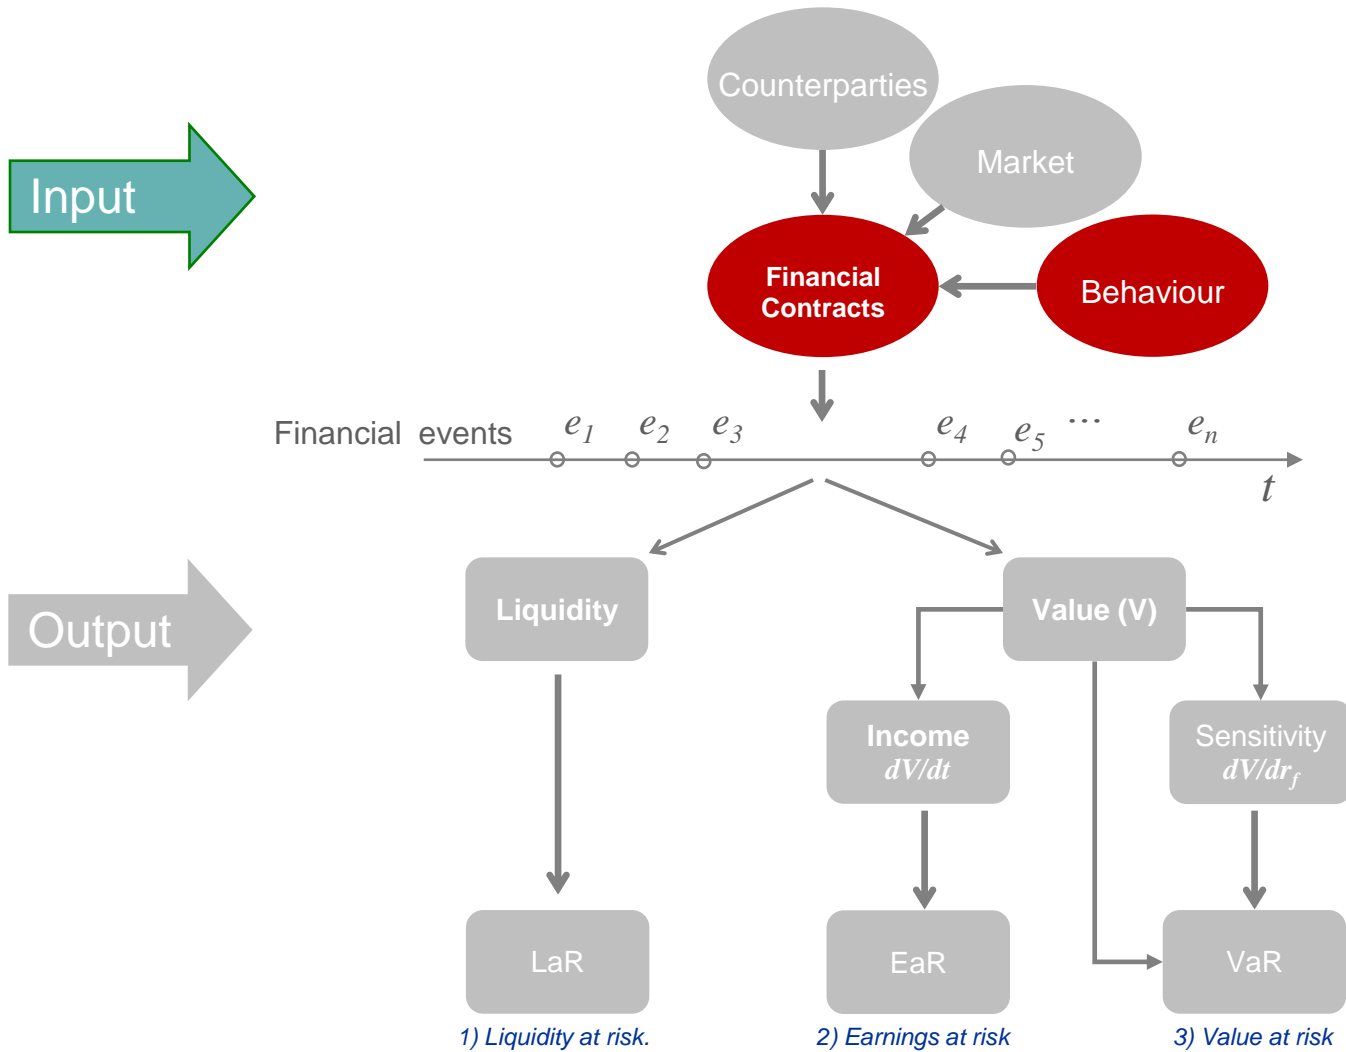 Counterparties
Market
Input
Financial
Contracts
Behaviour
Financial events
e1 e2 e3 e4 e5 ... en
t
Output
Liquidity
Value (V)
Income
dV/dt
Sensitivity
dV/drf
LaR
EaR
VaR
1) Liquidity at risk.
2) Earnings at risk
3) Value at risk